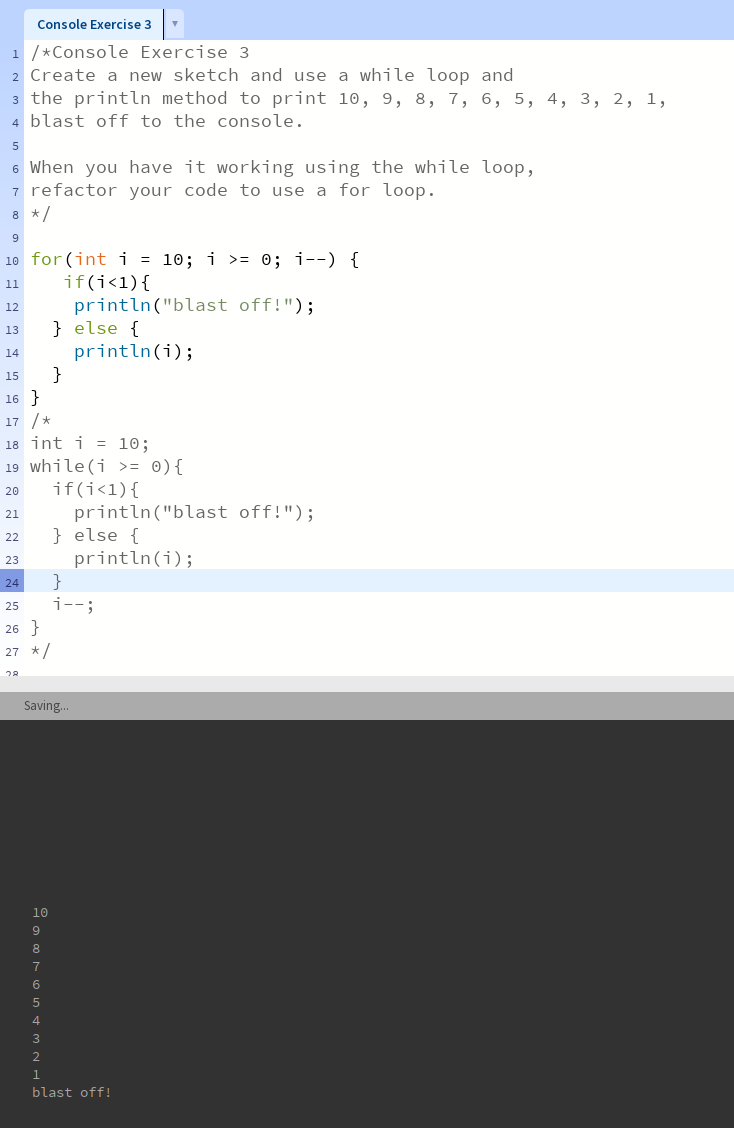 Console Exercise 3 ▼
1 /*Console Exercise 3
2 Create a new sketch and use a while loop and
3 the println method to print 10, 9, 8, 7, 6, 5, 4, 3, 2, 1,
4 blast off to the console.
5
6 When you have it working using the while loop,
7 refactor your code to use a for loop.
8 */
9
10 for(int i = 10; i >= 0; i--) {
11    if(i<1){
12     println("blast off!");
13   } else {
14     println(i);
15   }
16 }
17 /*
18 int i = 10;
19 while(i >= 0){
20   if(i<1){
21     println("blast off!");
22   } else {
23     println(i);
24   }
25   i--;
26 }
27 */
28
Saving...
10
9
8
7
6
5
4
3
2
1
blast off!